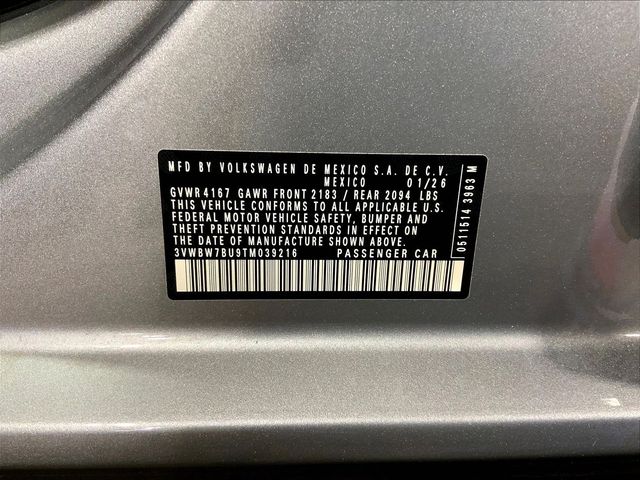 MFD BY VOLKSWAGEN DE MEXICO S.A. DE C.V.
MEXICO 01/26
GVWR 4167 GAWR FRONT 2183 / REAR 2094 LBS
THIS VEHICLE CONFORMS TO ALL APPLICABLE U.S.
FEDERAL MOTOR VEHICLE SAFETY, BUMPER AND
THEFT PREVENTION STANDARDS IN EFFECT ON
THE DATE OF MANUFACTURE SHOWN ABOVE.
3VWBW7BU9TM039216 PASSENGER CAR
0511514 3963 M